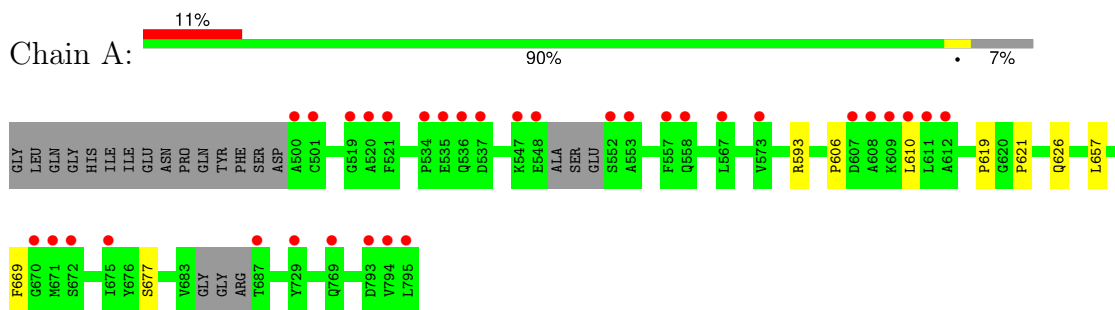 11%
Chain A:
90% • 7%
GLY LEU GLN GLY HIS ILE ILE GLU ASN PRO GLN TYR PHE SER ASP A500 C501 G519 A520 F521 P534 E535 Q536 D537 K547 E548 ALA SER GLU S552 A553 F557 Q558 L567 V573 R593 P606 D607 A608 K609 L610 L611 A612 P619 G620 P621 Q626 L657
F669 G670 M671 S672 I675 Y676 S677 V683 GLY GLY ARG T687 Y729 Q769 D793 V794 L795